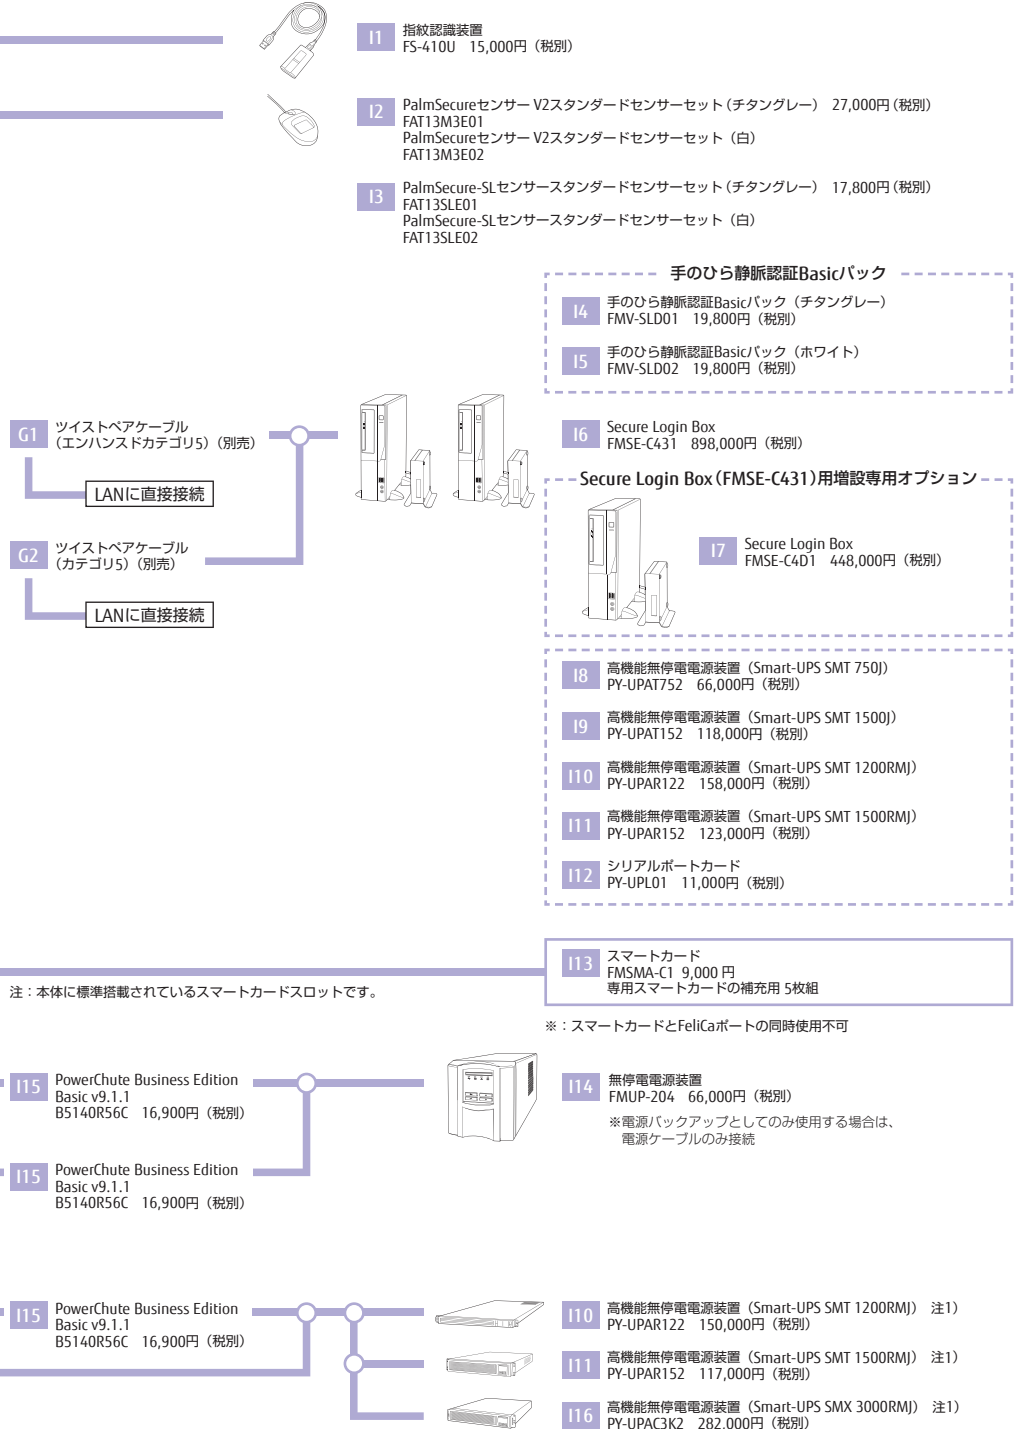 I1 指紋認識装置
FS-410U 15,000円（税別）
I2 PalmSecureセンサー V2スタンダードセンサーセット（チタングレー） 27,000円（税別）
FAT13M3E01
PalmSecureセンサー V2スタンダードセンサーセット（白）
FAT13M3E02
I3 PalmSecure-SLセンサースタンダードセンサーセット（チタングレー） 17,800円（税別）
FAT13SLE01
PalmSecure-SLセンサースタンダードセンサーセット（白）
FAT13SLE02
手のひら静脈認証Basicパック
I4 手のひら静脈認証Basicパック（チタングレー）
FMV-SLD01 19,800円（税別）
I5 手のひら静脈認証Basicパック（ホワイト）
FMV-SLD02 19,800円（税別）
G1 ツイストペアケーブル
（エンハンスドカテゴリ5）（別売）
LANに直接接続
G2 ツイストペアケーブル
（カテゴリ5）（別売）
LANに直接接続
I6 Secure Login Box
FMSE-C431 898,000円（税別）
Secure Login Box（FMSE-C431）用増設専用オプション
I7 Secure Login Box
FMSE-C4D1 448,000円（税別）
I8 高機能無停電電源装置（Smart-UPS SMT 750J）
PY-UPAT752 66,000円（税別）
I9 高機能無停電電源装置（Smart-UPS SMT 1500J）
PY-UPAT152 118,000円（税別）
I10 高機能無停電電源装置（Smart-UPS SMT 1200RMJ）
PY-UPAR122 158,000円（税別）
I11 高機能無停電電源装置（Smart-UPS SMT 1500RMJ）
PY-UPAR152 123,000円（税別）
I12 シリアルポートカード
PY-UPL01 11,000円（税別）
I13 スマートカード
FMSMA-C1 9,000 円
専用スマートカードの補充用 5枚組
注：本体に標準搭載されているスマートカードスロットです。
※：スマートカードとFeliCaポートの同時使用不可
I15 PowerChute Business Edition
Basic v9.1.1
B5140R56C 16,900円（税別）
I14 無停電電源装置
FMUP-204 66,000円（税別）
※電源バックアップとしてのみ使用する場合は、
電源ケーブルのみ接続
I15 PowerChute Business Edition
Basic v9.1.1
B5140R56C 16,900円（税別）
I15 PowerChute Business Edition
Basic v9.1.1
B5140R56C 16,900円（税別）
I10 高機能無停電電源装置（Smart-UPS SMT 1200RMJ） 注1）
PY-UPAR122 150,000円（税別）
I11 高機能無停電電源装置（Smart-UPS SMT 1500RMJ） 注1）
PY-UPAR152 117,000円（税別）
I16 高機能無停電電源装置（Smart-UPS SMX 3000RMJ） 注1）
PY-UPAC3K2 282,000円（税別）